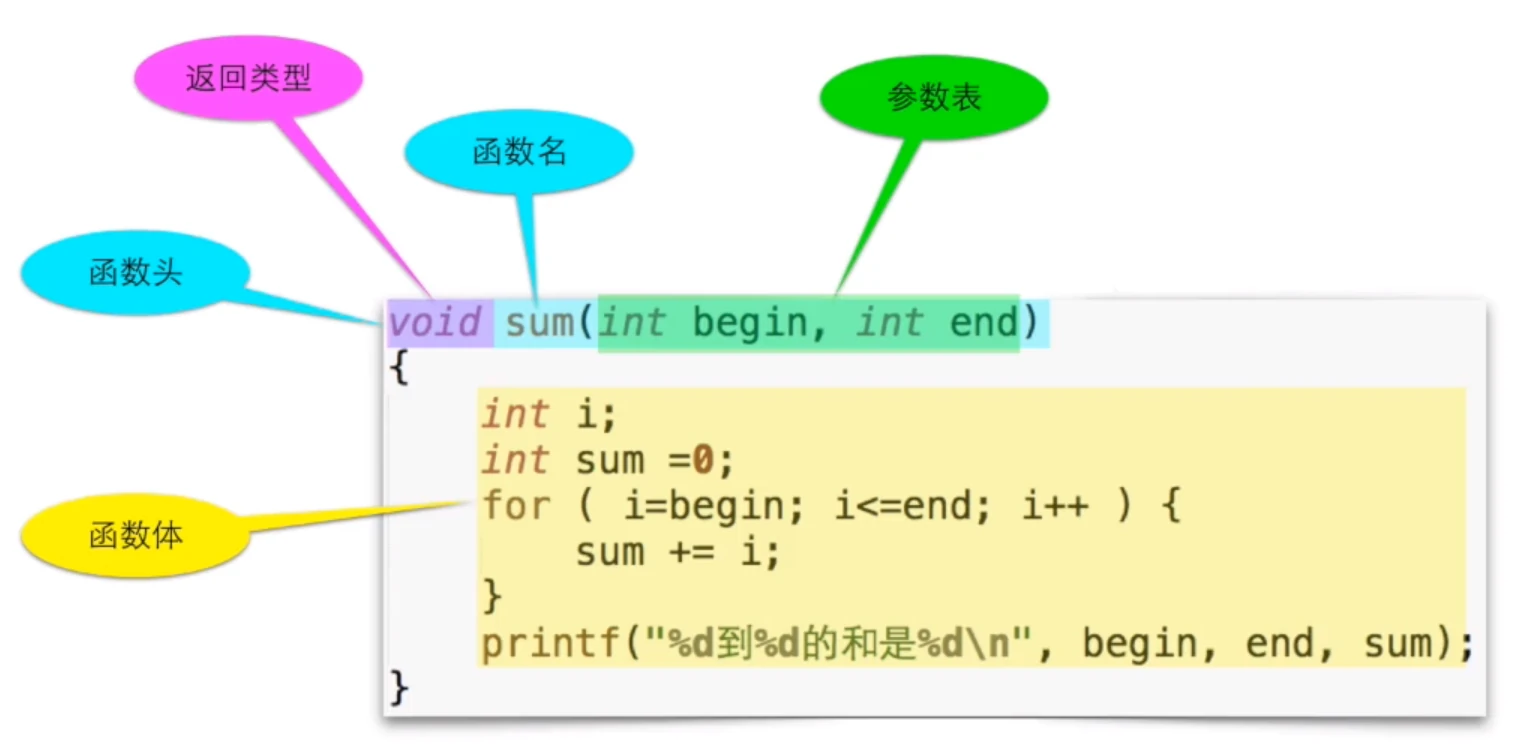 返回类型
参数表
函数名
函数头
void sum(int begin, int end)
{
int i;
int sum =0;
for ( i=begin; i<=end; i++ ) {
函数体
sum += i;
}
printf("%d到%d的和是%d\n", begin, end, sum);
}